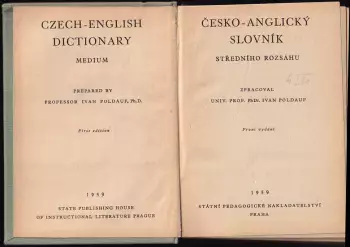 CZECH-ENGLISH
DICTIONARY
MEDIUM
PREPARED BY
PROFESSOR IVAN POLDAUF, Ph.D.
First edition
1959
STATE PUBLISHING HOUSE
OF INSTRUCTIONAL LITERATURE PRAGUE
ČESKO-ANGLICKÝ
SLOVNÍK
STŘEDNÍHO ROZSAHU
ZPRACOVAL
UNIV. PROF. PhDr. IVAN POLDAUF
První vydání
1959
STÁTNÍ PEDAGOGICKÉ NAKLADATELSTVÍ
PRAHA